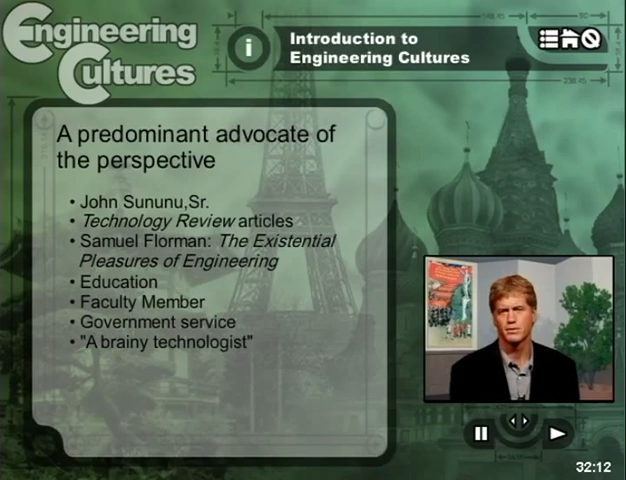 Engineering
Cultures
i
Introduction to
Engineering Cultures
A predominant advocate of
the perspective
• John Sununu,Sr.
• Technology Review articles
• Samuel Florman: The Existential
Pleasures of Engineering
• Education
• Faculty Member
• Government service
• "A brainy technologist"
32:12